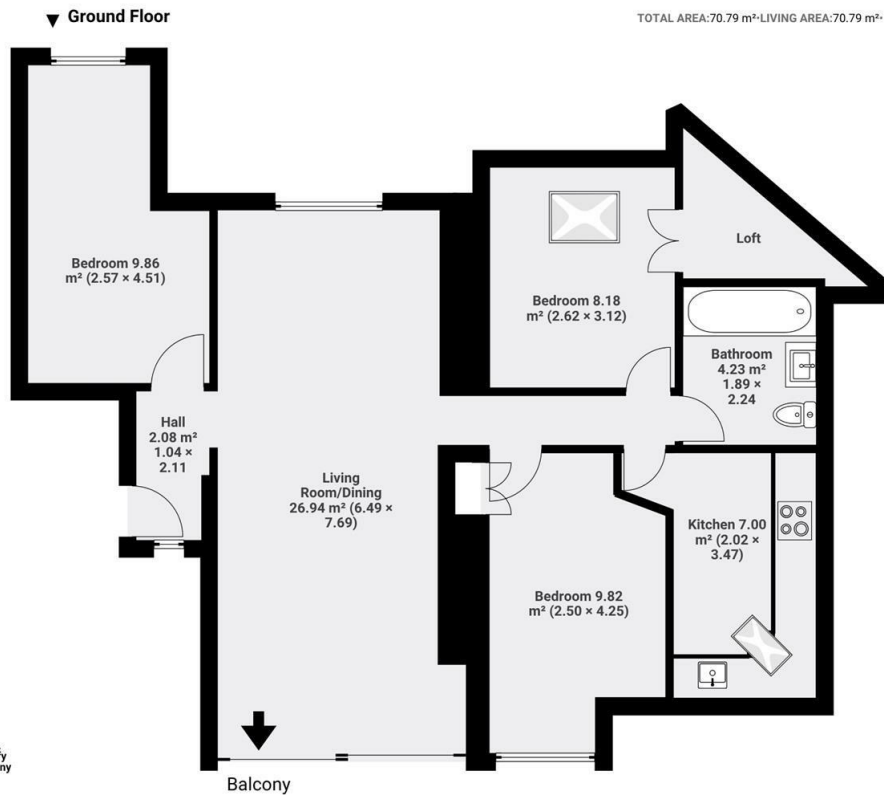 Ground Floor
TOTAL AREA:70.79 m²·LIVING AREA:70.79 m²·
Bedroom 9.86
m² (2.57 × 4.51)
Loft
Bedroom 8.18
m² (2.62 × 3.12)
Bathroom
4.23 m²
1.89 ×
2.24
Hall
2.08 m²
1.04 ×
2.11
Living
Room/Dining
26.94 m² (6.49 ×
7.69)
Kitchen 7.00
m² (2.02 ×
3.47)
Bedroom 9.82
m² (2.50 × 4.25)
Balcony